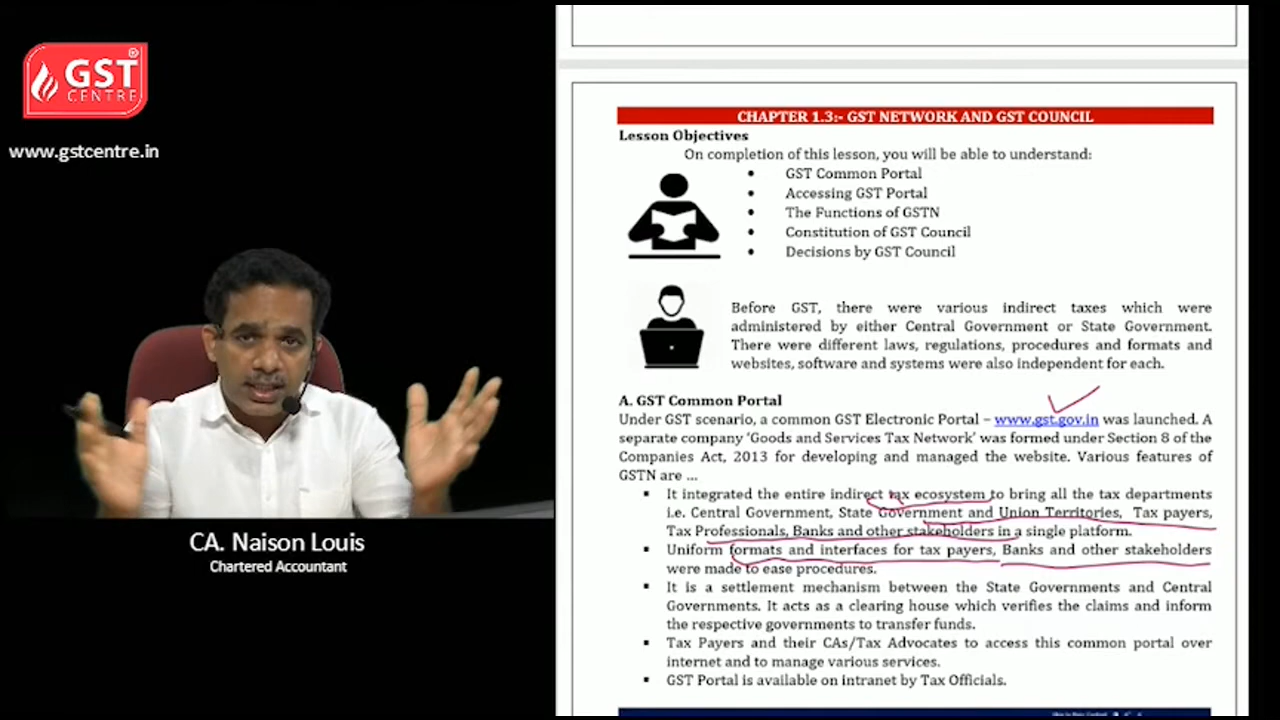 GST
CENTRE
www.gstcentre.in
CA. Naison Louis
Chartered Accountant
CHAPTER 1.3:- GST NETWORK AND GST COUNCIL
Lesson Objectives
On completion of this lesson, you will be able to understand:
• GST Common Portal
• Accessing GST Portal
• The Functions of GSTN
• Constitution of GST Council
• Decisions by GST Council
Before GST, there were various indirect taxes which were
administered by either Central Government or State Government.
There were different laws, regulations, procedures and formats and
websites, software and systems were also independent for each.
A. GST Common Portal
Under GST scenario, a common GST Electronic Portal – www.gst.gov.in was launched. A
separate company 'Goods and Services Tax Network' was formed under Section 8 of the
Companies Act, 2013 for developing and managed the website. Various features of
GSTN are ...
▪ It integrated the entire indirect tax ecosystem to bring all the tax departments
i.e. Central Government, State Government and Union Territories, Tax payers,
Tax Professionals, Banks and other stakeholders in a single platform.
▪ Uniform formats and interfaces for tax payers, Banks and other stakeholders
were made to ease procedures.
▪ It is a settlement mechanism between the State Governments and Central
Governments. It acts as a clearing house which verifies the claims and inform
the respective governments to transfer funds.
▪ Tax Payers and their CAs/Tax Advocates to access this common portal over
internet and to manage various services.
▪ GST Portal is available on intranet by Tax Officials.